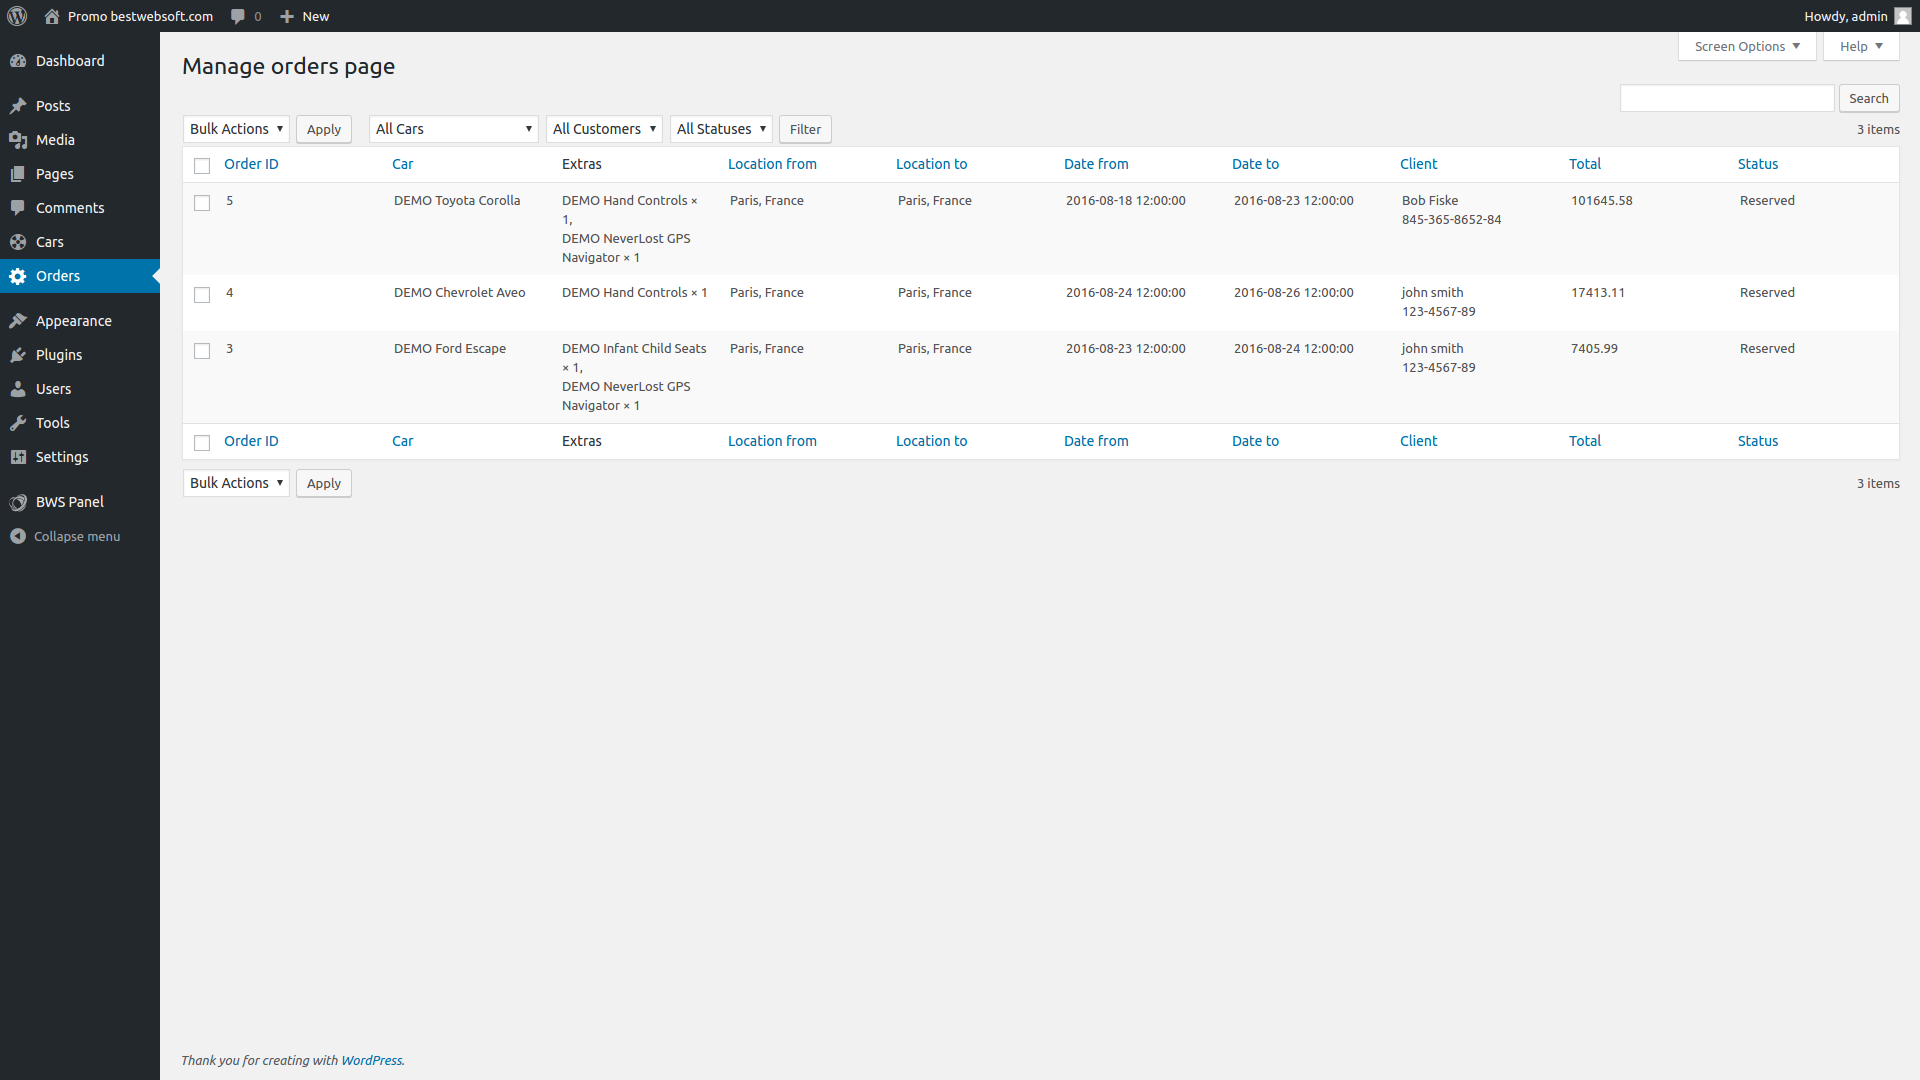 Promo bestwebsoft.com 0 New Howdy, admin
Screen Options Help
Dashboard
Posts
Media
Pages
Comments
Cars
Orders
Appearance
Plugins
Users
Tools
Settings
BWS Panel
Collapse menu
Manage orders page
Search
Bulk Actions Apply All Cars All Customers All Statuses Filter 3 items
Order ID Car Extras Location from Location to Date from Date to Client Total Status
5 DEMO Toyota Corolla DEMO Hand Controls × Paris, France Paris, France 2016-08-18 12:00:00 2016-08-23 12:00:00 Bob Fiske 101645.58 Reserved
1, 845-365-8652-84
DEMO NeverLost GPS
Navigator × 1
4 DEMO Chevrolet Aveo DEMO Hand Controls × 1 Paris, France Paris, France 2016-08-24 12:00:00 2016-08-26 12:00:00 john smith 17413.11 Reserved
123-4567-89
3 DEMO Ford Escape DEMO Infant Child Seats Paris, France Paris, France 2016-08-23 12:00:00 2016-08-24 12:00:00 john smith 7405.99 Reserved
× 1, 123-4567-89
DEMO NeverLost GPS
Navigator × 1
Order ID Car Extras Location from Location to Date from Date to Client Total Status
Bulk Actions Apply 3 items
Thank you for creating with WordPress.